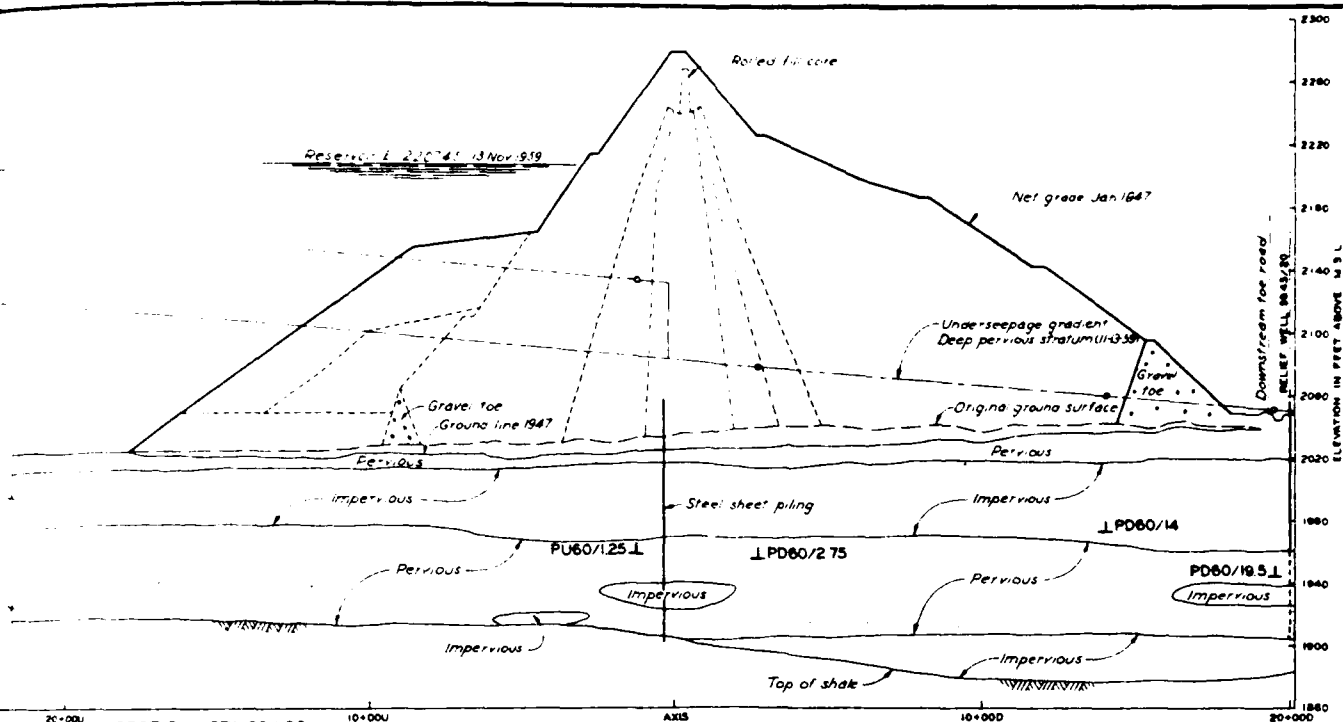 Rolled fill core
Reservoir El. 2207.45 13 Nov 1959
Net grade Jan 1947
Downstream toe road
RELIEF WELL
Underseepage gradient
Deep pervious stratum
Gravel
toe
Gravel toe
Ground line 1947
Original ground surface
Pervious
Pervious
Impervious
Impervious
Steel sheet piling
PU60/1.25
PD60/2.75
PD60/14
PD60/19.5
Pervious
Pervious
Impervious
Impervious
Impervious
Impervious
Top of shale
2300
2260
2220
2180
2140
2100
2060
2020
1980
1940
1900
1860
ELEVATION IN FEET ABOVE M S L
20+00U
10+00U
AXIS
10+00D
20+00D